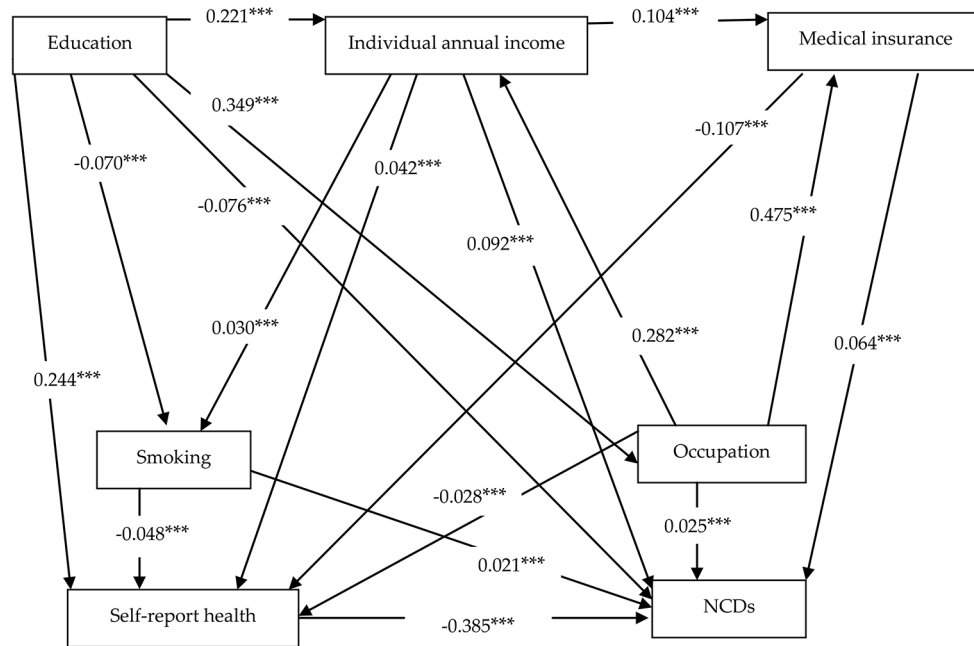 0.221***
0.104***
Education
Individual annual income
Medical insurance
0.349***
-0.107***
-0.070***
0.042***
-0.076***
0.475***
0.092***
0.030***
0.282***
0.064***
0.244***
Smoking
Occupation
-0.028***
-0.048***
0.025***
0.021***
Self-report health
NCDs
-0.385***